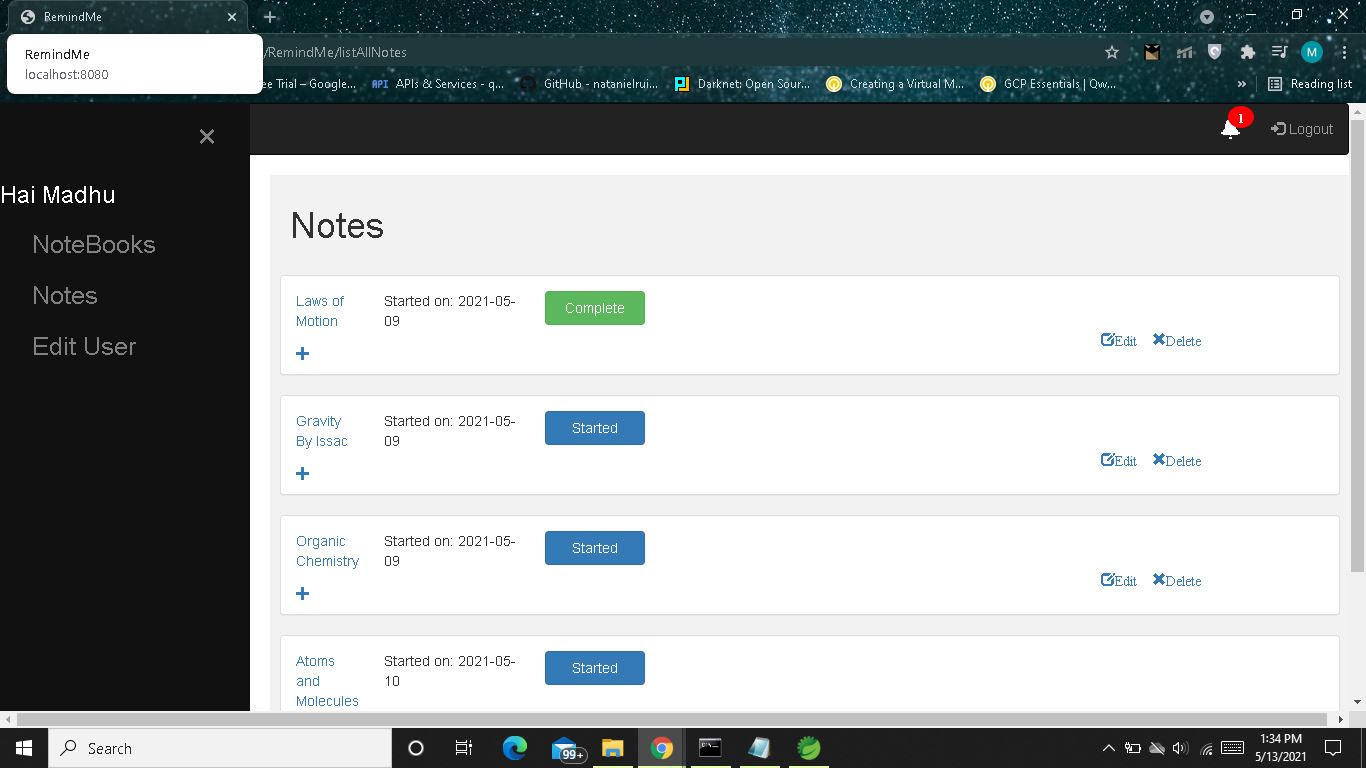 RemindMe
RemindMe
localhost:8080
/RemindMe/listAllNotes
M
ee Trial – Google...
API APIs & Services - q...
GitHub - natanielrui...
Darknet: Open Sour...
Creating a Virtual M...
GCP Essentials | Qw...
»
Reading list
×
1
Logout
Hai Madhu
NoteBooks
Notes
Edit User
Notes
Laws of
Motion
Started on: 2021-05-
09
Complete
+
Edit
Delete
Gravity
By Issac
Started on: 2021-05-
09
Started
+
Edit
Delete
Organic
Chemistry
Started on: 2021-05-
09
Started
+
Edit
Delete
Atoms
and
Molecules
Started on: 2021-05-
10
Started
Search
99+
1:34 PM
5/13/2021